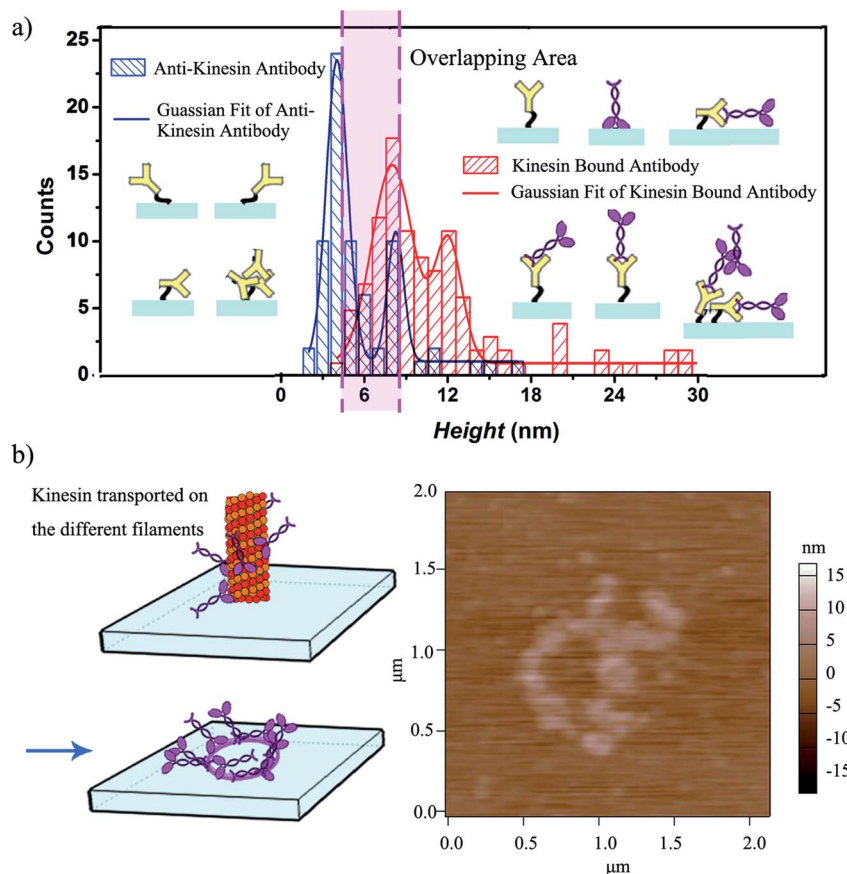 a)
Overlapping Area
Anti-Kinesin Antibody
Guassian Fit of Anti-
Kinesin Antibody
Kinesin Bound Antibody
Gaussian Fit of Kinesin Bound Antibody
25
20
15
10
5
0
Counts
0 6 12 18 24 30
Height (nm)
b)
Kinesin transported on
the different filaments
2.0
1.5
1.0
0.5
0.0
μm
0.0 0.5 1.0 1.5 2.0
μm
nm
15
10
5
0
-5
-10
-15